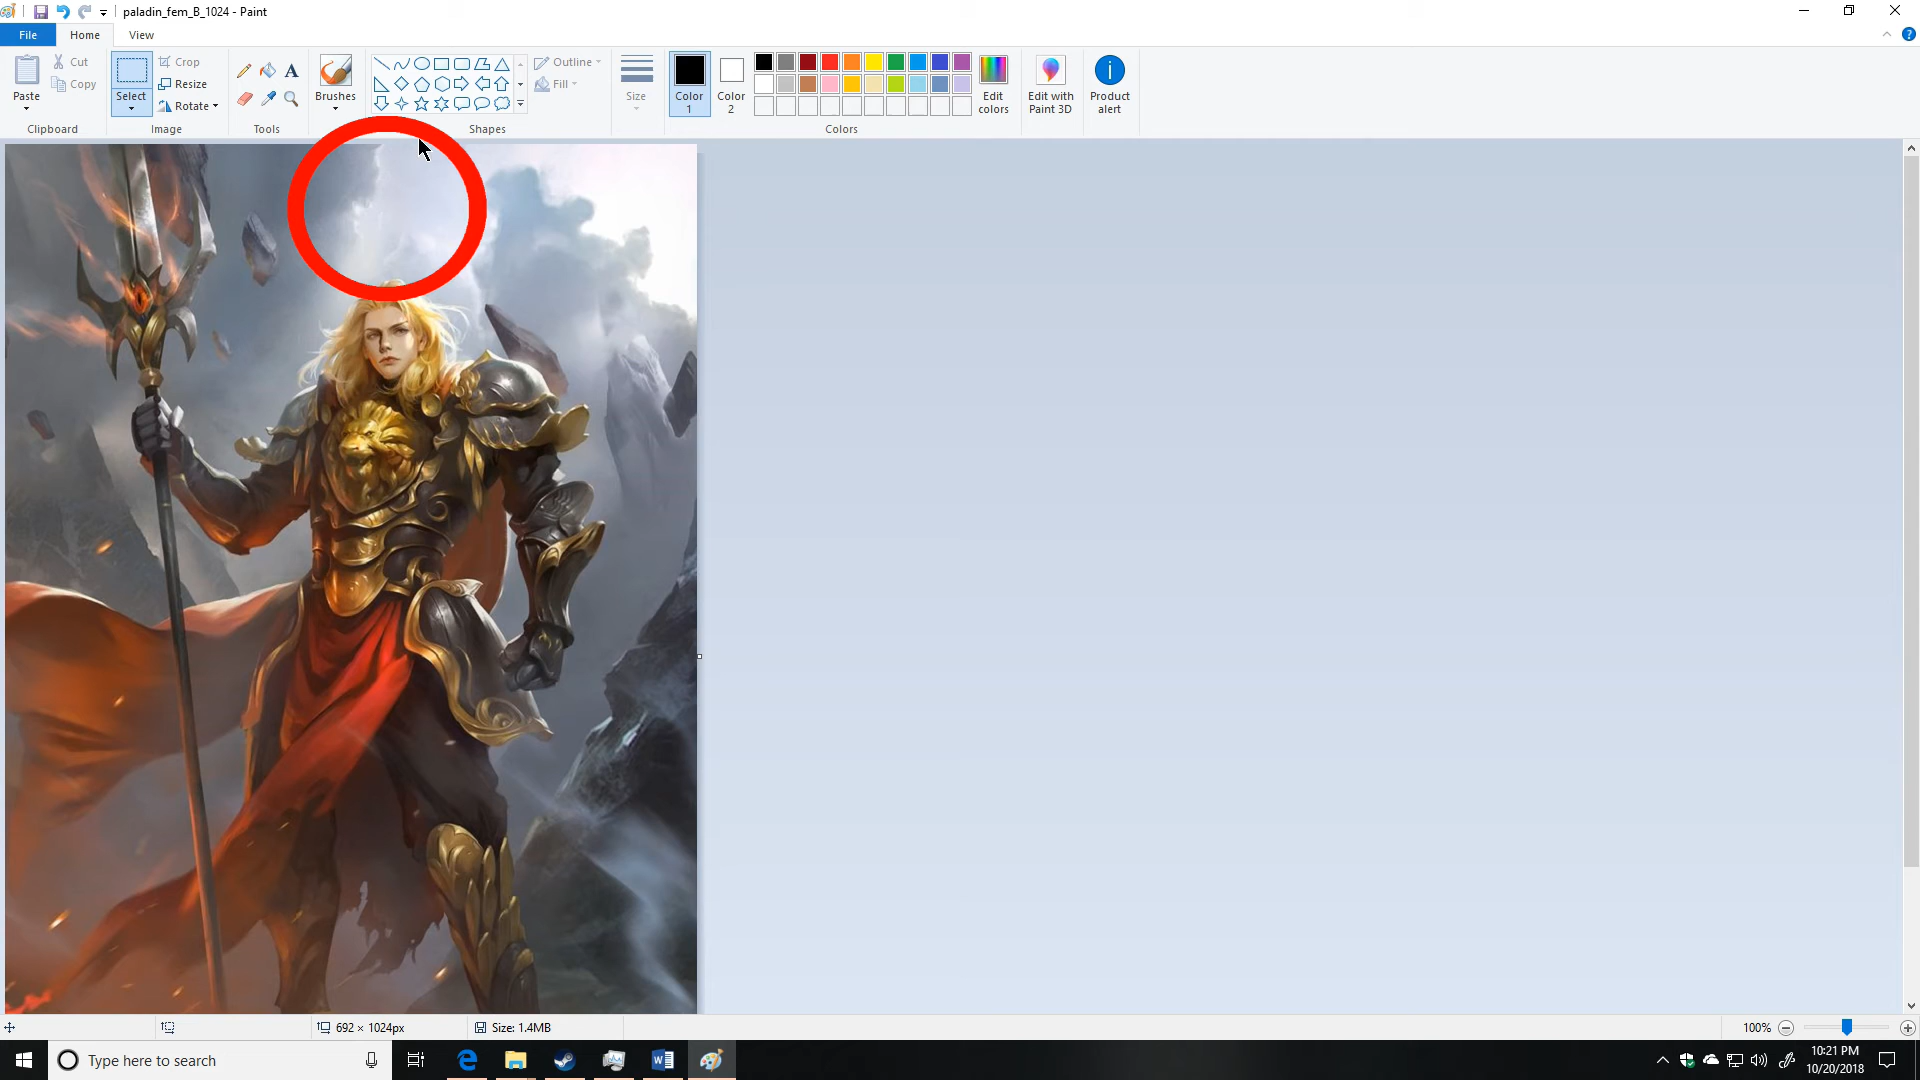 paladin_fem_B_1024 - Paint
File Home View
Paste
Cut
Copy
Clipboard
Select
Crop
Resize
Rotate
Image
A
Tools
Brushes
Shapes
Outline
Fill
Size
Color
1
Color
2
Colors
Edit
colors
Edit with
Paint 3D
Product
alert
692 × 1024px
Size: 1.4MB
100%
Type here to search
10:21 PM
10/20/2018